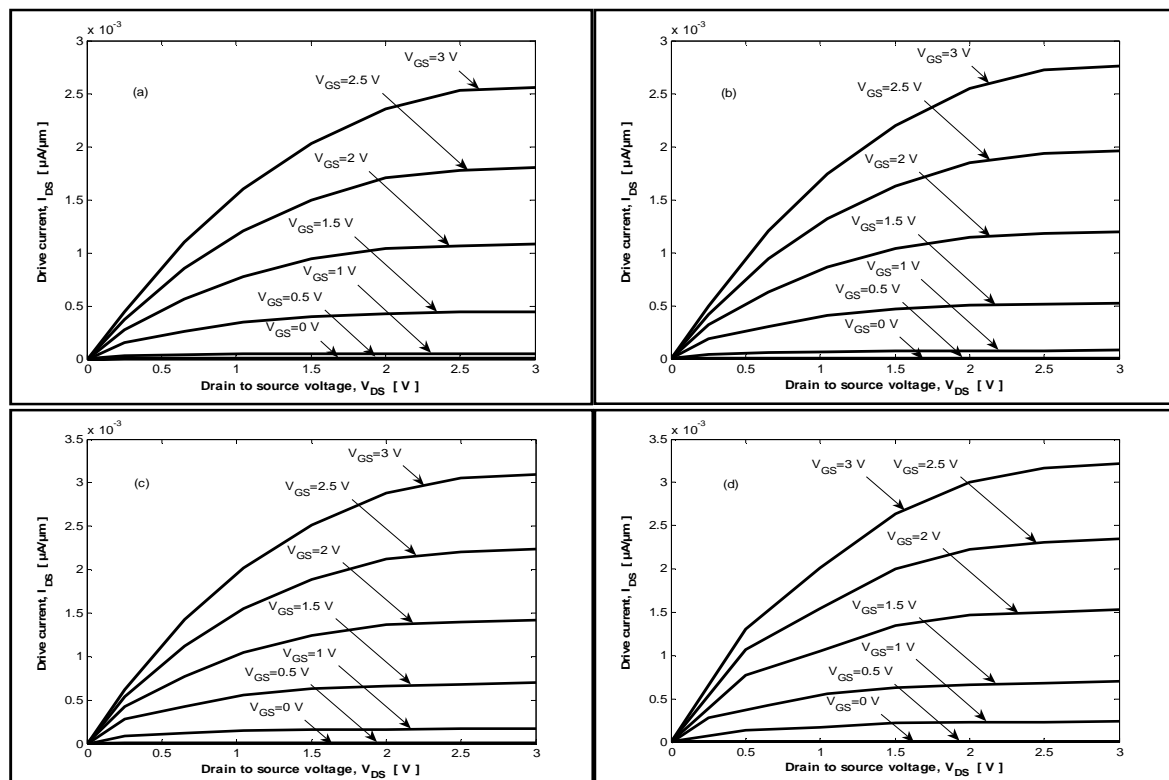 x 10⁻³
(a)
V_GS=3 V
V_GS=2.5 V
V_GS=2 V
V_GS=1.5 V
V_GS=1 V
V_GS=0.5 V
V_GS=0 V
3
2.5
2
1.5
1
0.5
0
0 0.5 1 1.5 2 2.5 3
Drive current, I_DS [ µA/µm]
Drain to source voltage, V_DS [ V ]
x 10⁻³
(b)
V_GS=3 V
V_GS=2.5 V
V_GS=2 V
V_GS=1.5 V
V_GS=1 V
V_GS=0.5 V
V_GS=0 V
3
2.5
2
1.5
1
0.5
0
0 0.5 1 1.5 2 2.5 3
Drive current, I_DS [ µA/µm]
Drain to source voltage, V_DS [ V ]
x 10⁻³
(c)
V_GS=3 V
V_GS=2.5 V
V_GS=2 V
V_GS=1.5 V
V_GS=1 V
V_GS=0.5 V
V_GS=0 V
3.5
3
2.5
2
1.5
1
0.5
0
0 0.5 1 1.5 2 2.5 3
Drive current, I_DS [ µA/µm]
Drain to source voltage, V_DS [ V ]
x 10⁻³
(d)
V_GS=3 V
V_GS=2.5 V
V_GS=2 V
V_GS=1.5 V
V_GS=1 V
V_GS=0.5 V
V_GS=0 V
3.5
3
2.5
2
1.5
1
0.5
0
0 0.5 1 1.5 2 2.5 3
Drive current, I_DS [ µA/µm]
Drain to source voltage, V_DS [ V ]